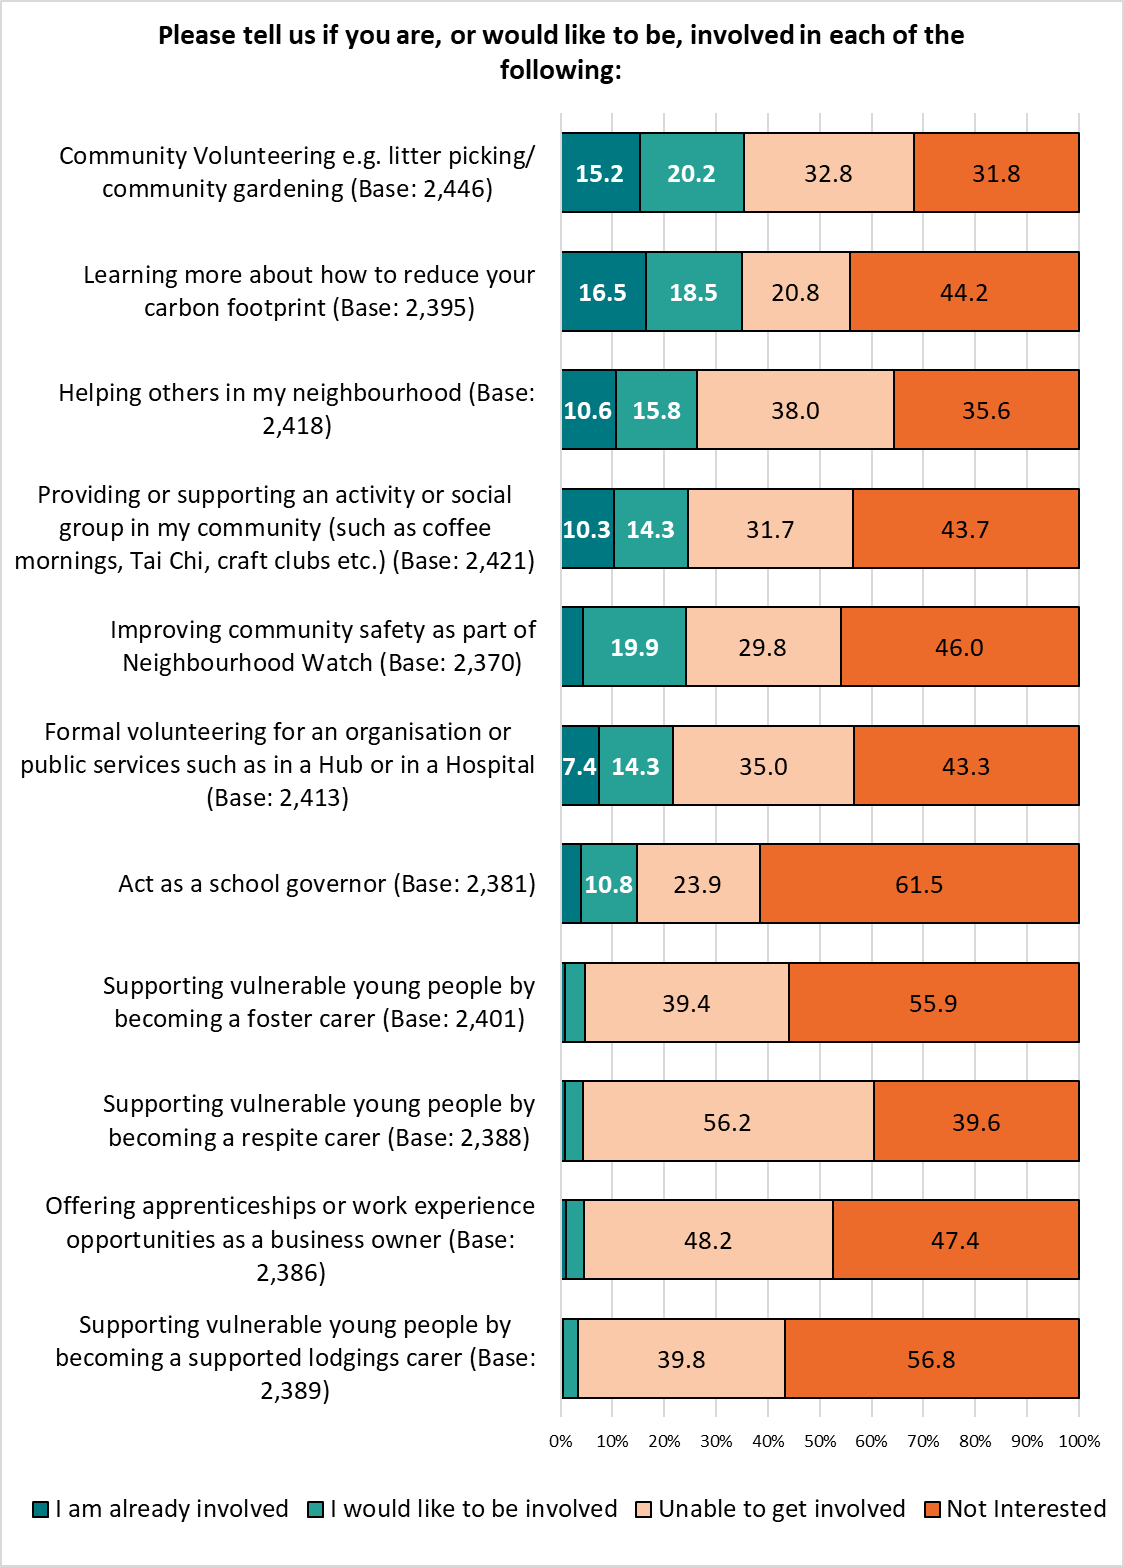 Please tell us if you are, or would like to be, involved in each of the
following:
Community Volunteering e.g. litter picking/
community gardening (Base: 2,446)
15.2 20.2 32.8 31.8
Learning more about how to reduce your
carbon footprint (Base: 2,395)
16.5 18.5 20.8 44.2
Helping others in my neighbourhood (Base:
2,418)
10.6 15.8 38.0 35.6
Providing or supporting an activity or social
group in my community (such as coffee
mornings, Tai Chi, craft clubs etc.) (Base: 2,421)
10.3 14.3 31.7 43.7
Improving community safety as part of
Neighbourhood Watch (Base: 2,370)
19.9 29.8 46.0
Formal volunteering for an organisation or
public services such as in a Hub or in a Hospital
(Base: 2,413)
7.4 14.3 35.0 43.3
Act as a school governor (Base: 2,381)
10.8 23.9 61.5
Supporting vulnerable young people by
becoming a foster carer (Base: 2,401)
39.4 55.9
Supporting vulnerable young people by
becoming a respite carer (Base: 2,388)
56.2 39.6
Offering apprenticeships or work experience
opportunities as a business owner (Base:
2,386)
48.2 47.4
Supporting vulnerable young people by
becoming a supported lodgings carer (Base:
2,389)
39.8 56.8
0% 10% 20% 30% 40% 50% 60% 70% 80% 90% 100%
I am already involved I would like to be involved Unable to get involved Not Interested